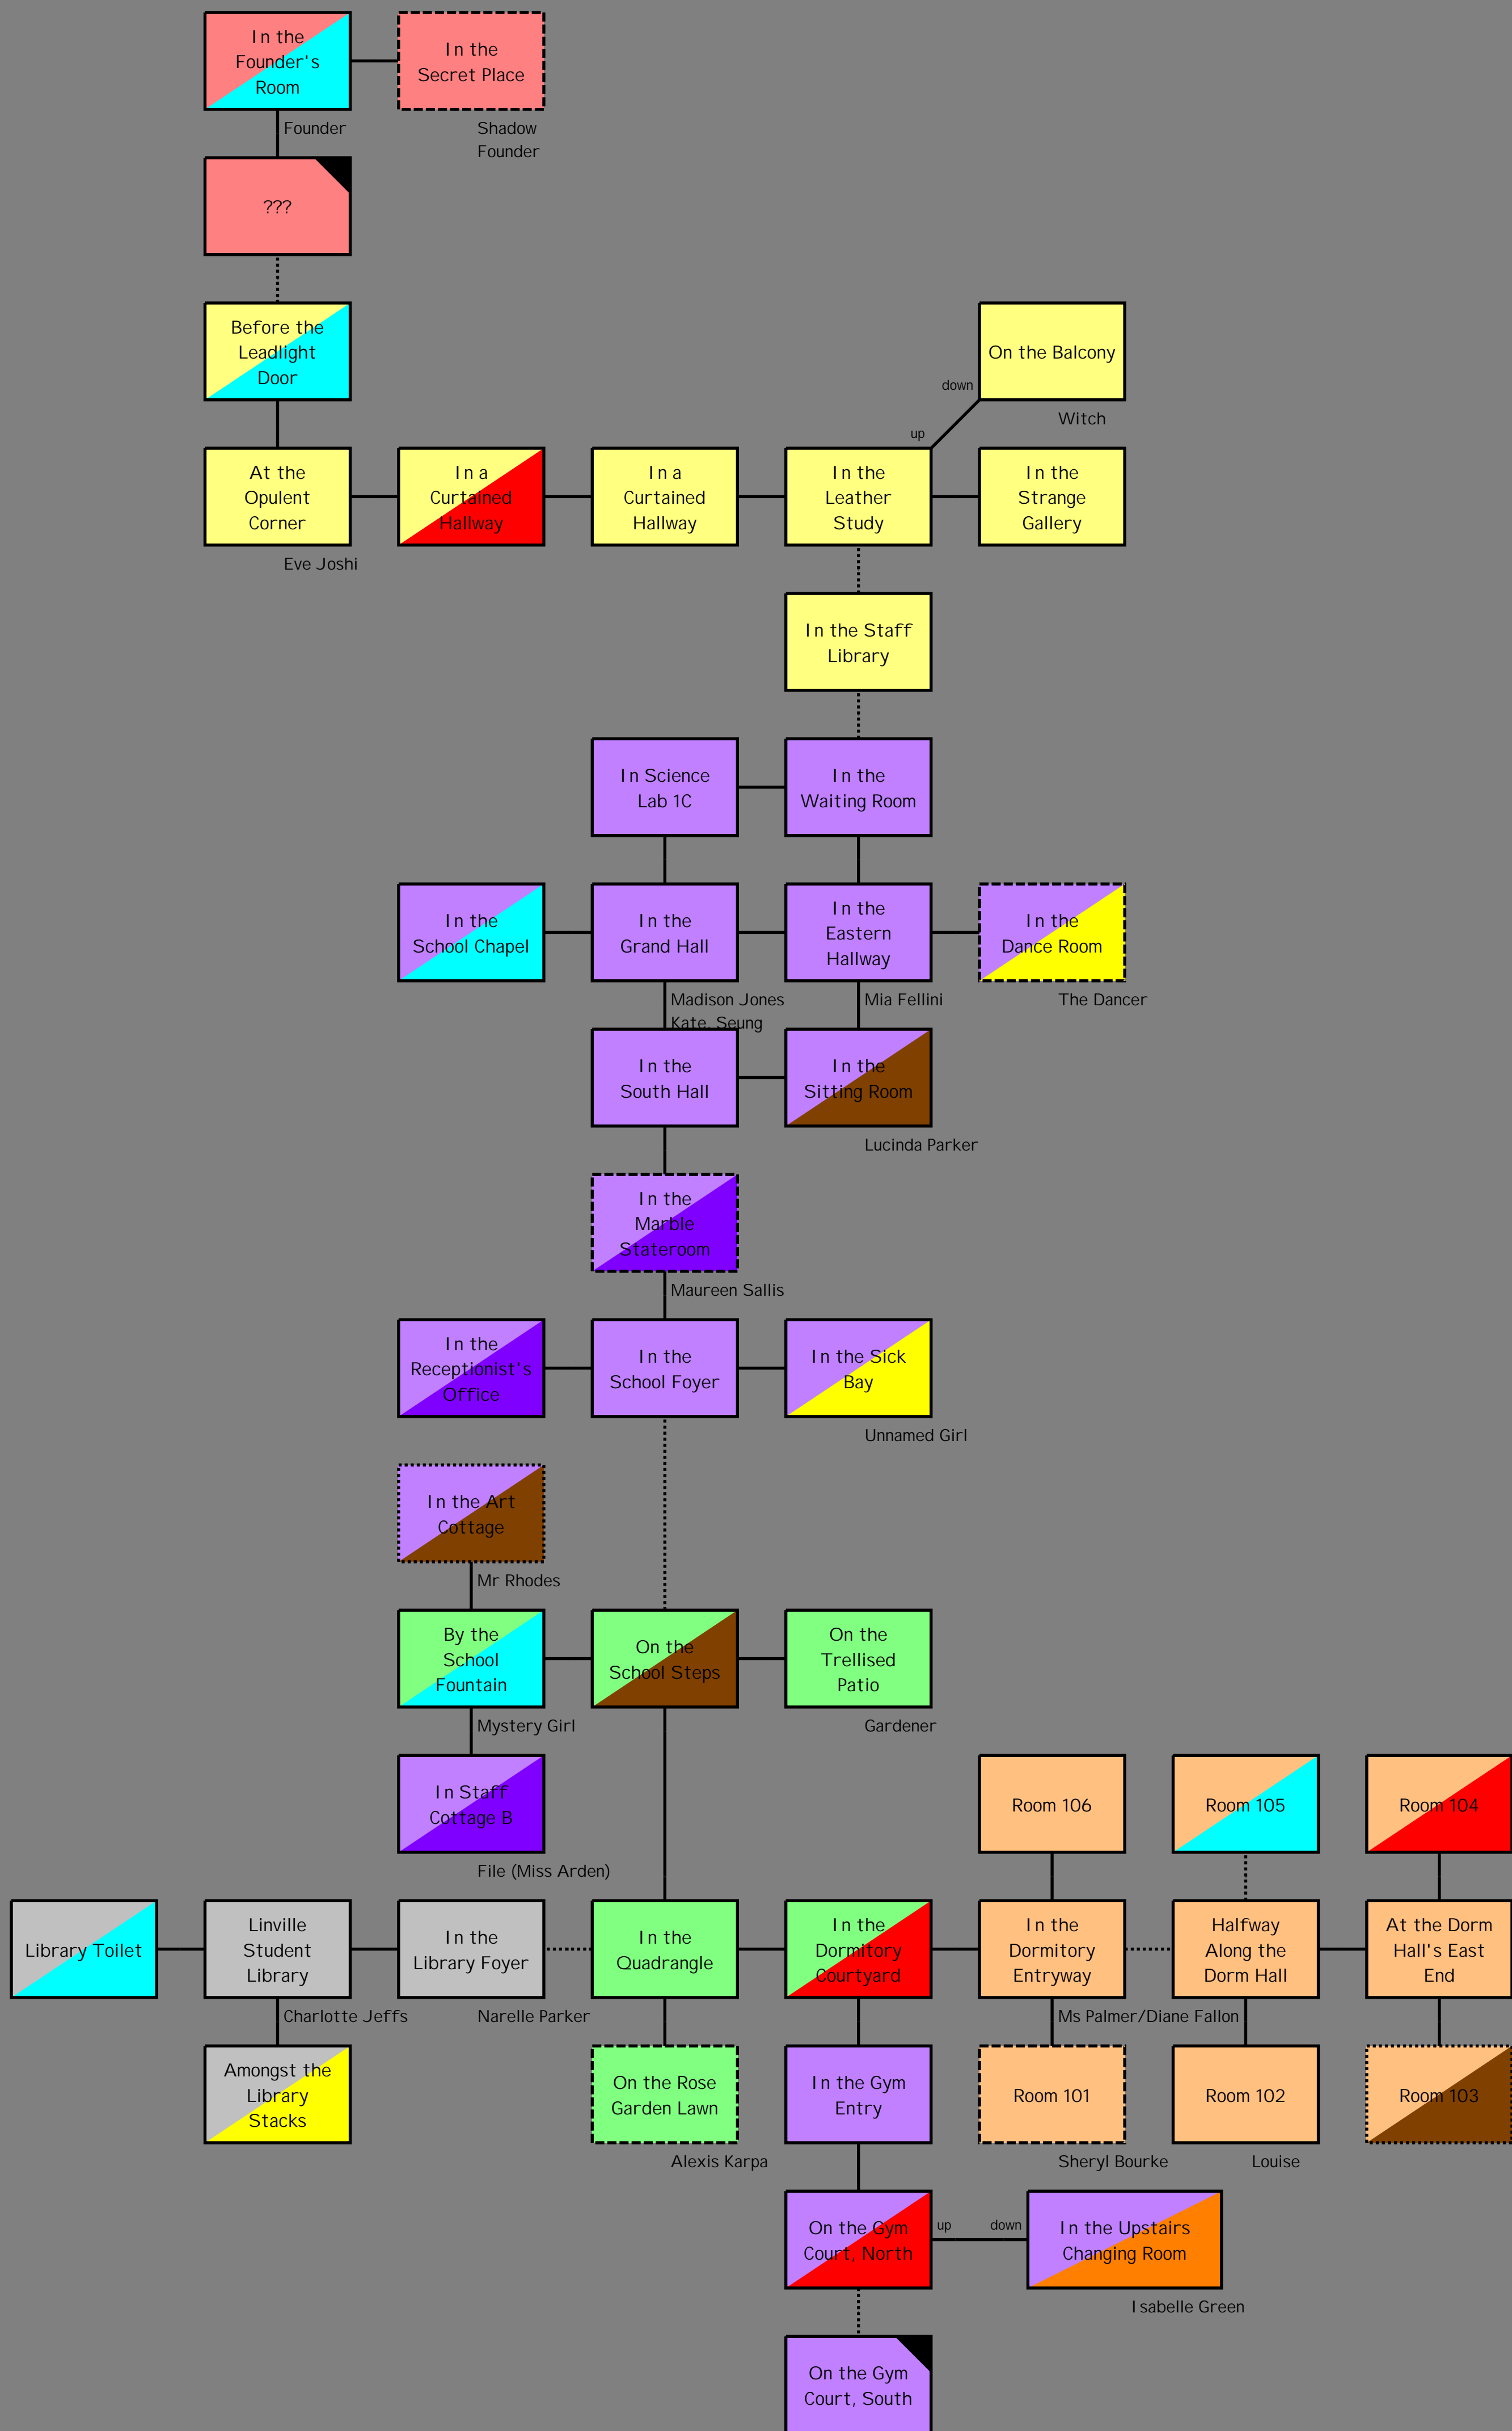 In the
Founder's
Room
In the
Secret Place
Founder
Shadow
Founder
???
Before the
Leadlight
Door
On the Balcony
down
up
Witch
At the
Opulent
Corner
In a
Curtained
Hallway
In a
Curtained
Hallway
In the
Leather
Study
In the
Strange
Gallery
Eve Joshi
In the Staff
Library
In Science
Lab 1C
In the
Waiting Room
In the
School Chapel
In the
Grand Hall
In the
Eastern
Hallway
In the
Dance Room
Madison Jones
Kate, Seung
Mia Fellini
The Dancer
In the
South Hall
In the
Sitting Room
Lucinda Parker
In the
Marble
Stateroom
Maureen Sallis
In the
Receptionist's
Office
In the
School Foyer
In the Sick
Bay
Unnamed Girl
In the Art
Cottage
Mr Rhodes
By the
School
Fountain
On the
School Steps
On the
Trellised
Patio
Mystery Girl
Gardener
In Staff
Cottage B
Room 106
Room 105
Room 104
File (Miss Arden)
Library Toilet
Linville
Student
Library
In the
Library Foyer
In the
Quadrangle
In the
Dormitory
Courtyard
In the
Dormitory
Entryway
Halfway
Along the
Dorm Hall
At the Dorm
Hall's East
End
Charlotte Jeffs
Narelle Parker
Ms Palmer/Diane Fallon
Amongst the
Library
Stacks
On the Rose
Garden Lawn
In the Gym
Entry
Room 101
Room 102
Room 103
Alexis Karpa
Sheryl Bourke
Louise
On the Gym
Court, North
up
down
In the Upstairs
Changing Room
Isabelle Green
On the Gym
Court, South